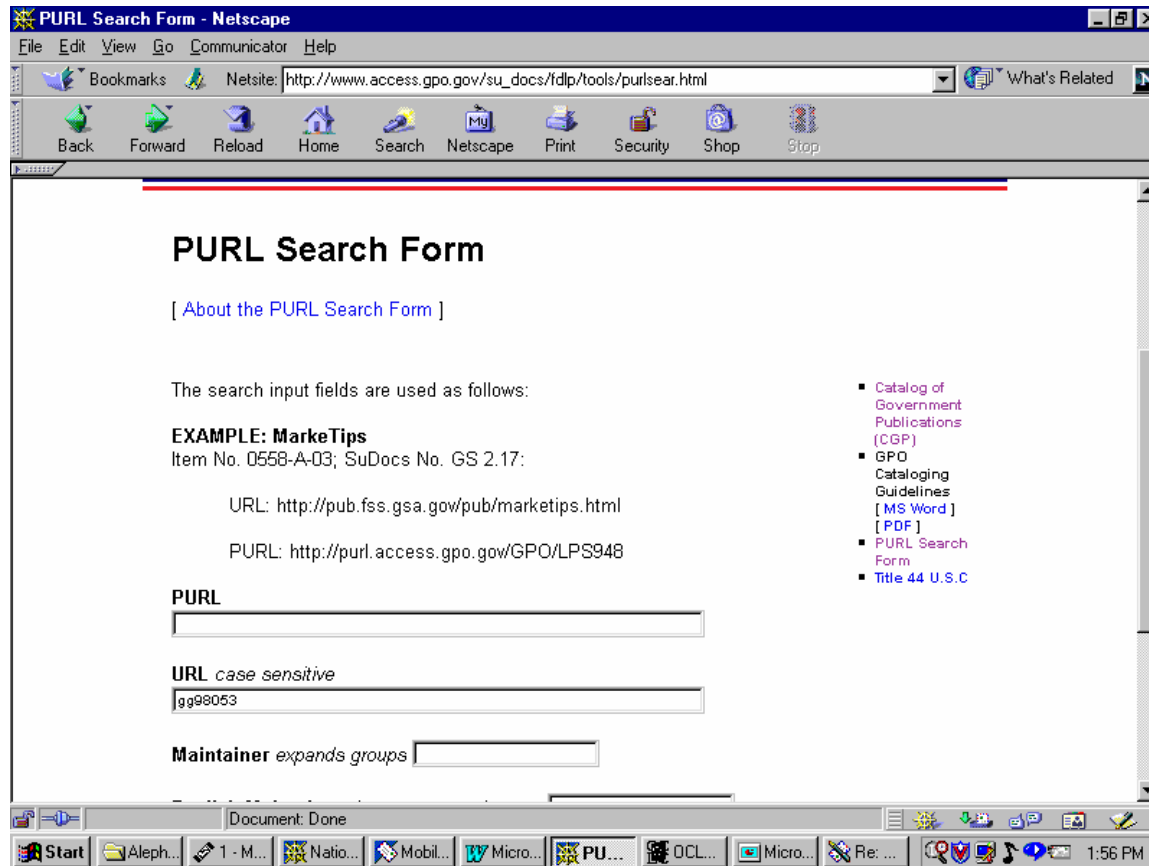 PURL Search Form - Netscape
File Edit View Go Communicator Help
Bookmarks Netsite: http://www.access.gpo.gov/su_docs/fdlp/tools/purlsear.html What's Related
Back Forward Reload Home Search Netscape Print Security Shop Stop
PURL Search Form
[ About the PURL Search Form ]
The search input fields are used as follows:
EXAMPLE: MarkeTips
Item No. 0558-A-03; SuDocs No. GS 2.17:
URL: http://pub.fss.gsa.gov/pub/marketips.html
PURL: http://purl.access.gpo.gov/GPO/LPS948
PURL
URL case sensitive
gg98053
Maintainer expands groups
Catalog of
Government
Publications
(CGP)
GPO
Cataloging
Guidelines
[ MS Word ]
[ PDF ]
PURL Search
Form
Title 44 U.S.C
Document: Done
Start Aleph... 1 - M... Natio... Mobil... Micro... PU... OCL... Micro... Re: ... 1:56 PM